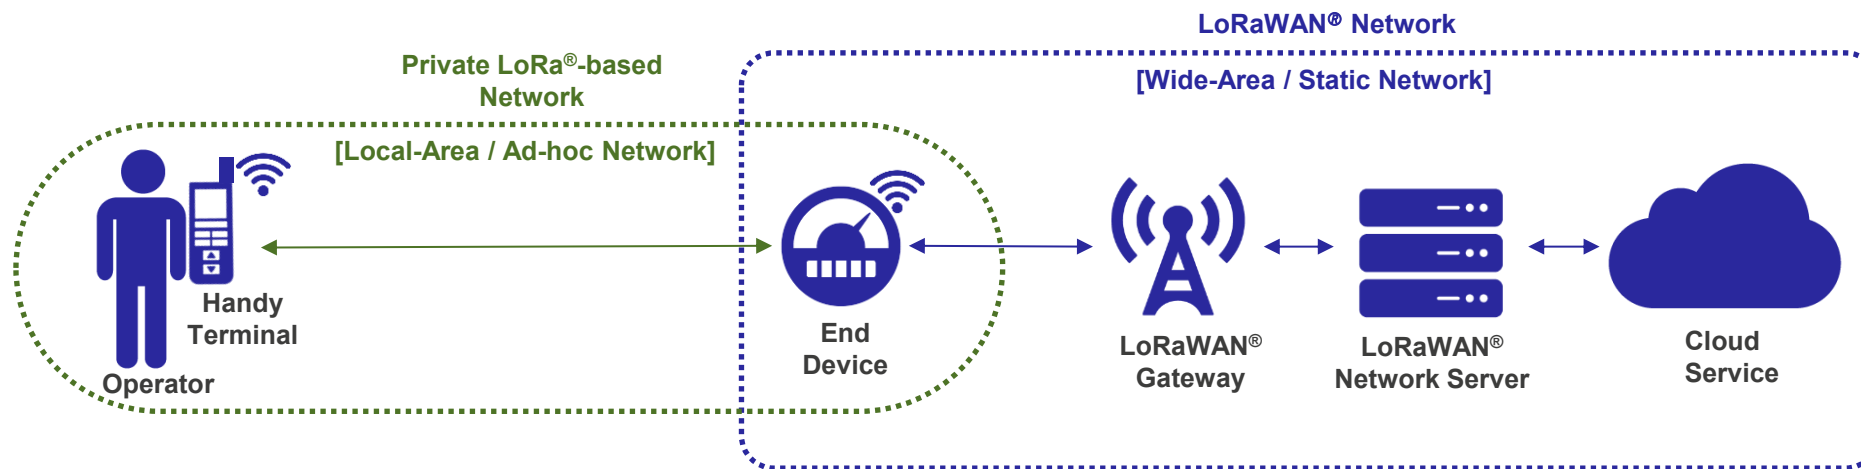 LoRaWAN® Network
[Wide-Area / Static Network]
Private LoRa®-based
Network
[Local-Area / Ad-hoc Network]
Handy
Terminal
Operator
End
Device
LoRaWAN®
Gateway
LoRaWAN®
Network Server
Cloud
Service